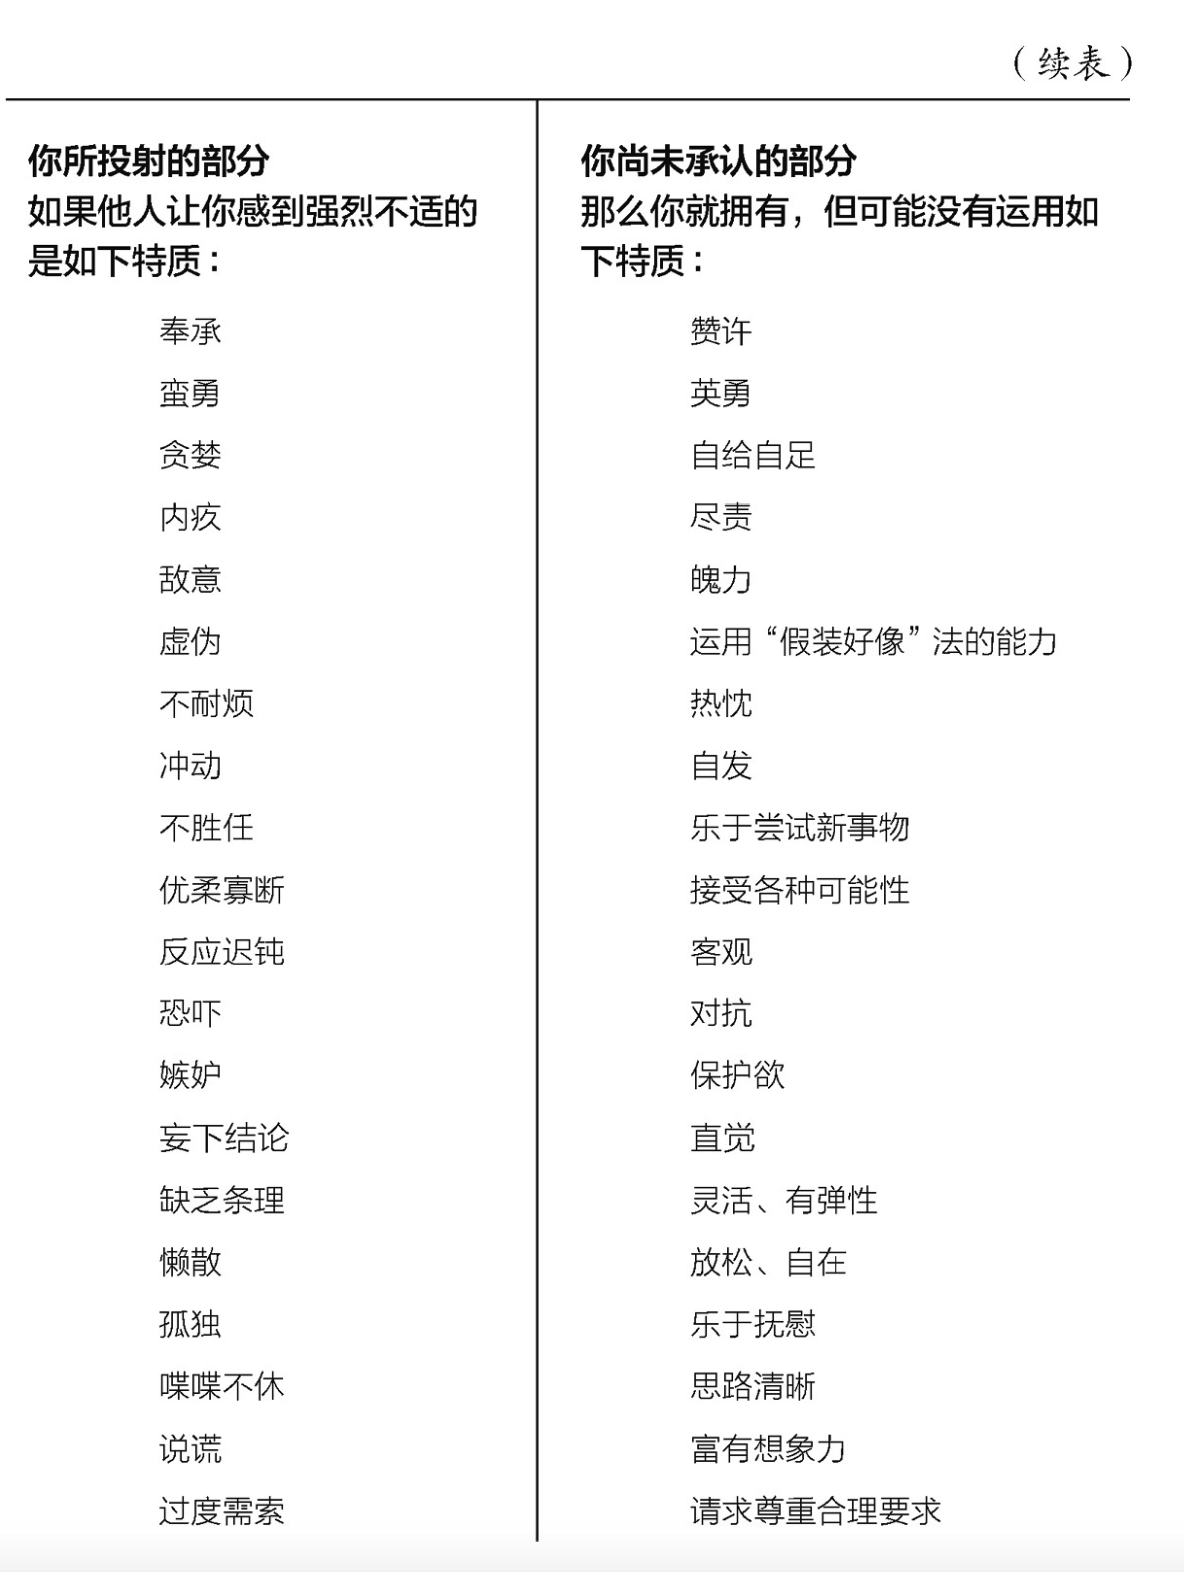 （续表）
你所投射的部分
如果他人让你感到强烈不适的
是如下特质：
你尚未承认的部分
那么你就拥有，但可能没有运用如
下特质：
奉承
赞许
蛮勇
英勇
贪婪
自给自足
内疚
尽责
敌意
魄力
虚伪
运用“假装好像”法的能力
不耐烦
热忱
冲动
自发
不胜任
乐于尝试新事物
优柔寡断
接受各种可能性
反应迟钝
客观
恐吓
对抗
嫉妒
保护欲
妄下结论
直觉
缺乏条理
灵活、有弹性
懒散
放松、自在
孤独
乐于抚慰
喋喋不休
思路清晰
说谎
富有想象力
过度需索
请求尊重合理要求